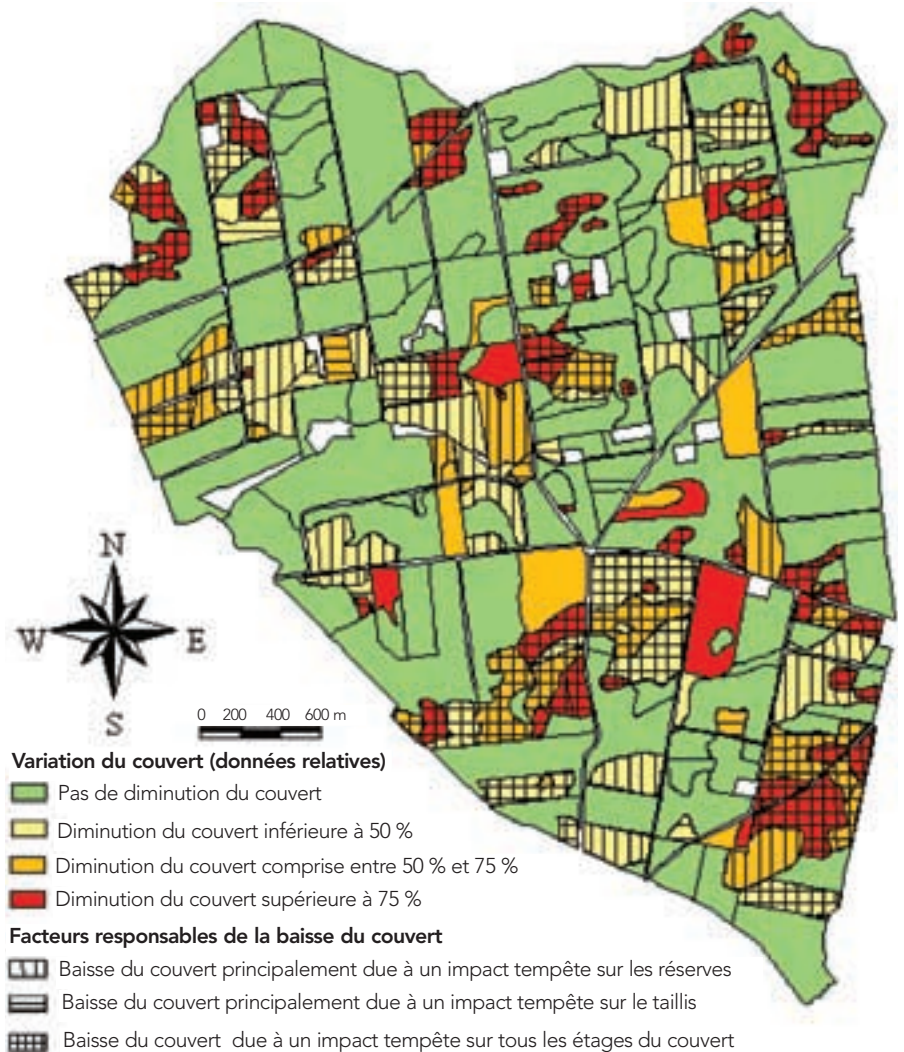 N
W E
S
0 200 400 600 m
Variation du couvert (données relatives)
Pas de diminution du couvert
Diminution du couvert inférieure à 50 %
Diminution du couvert comprise entre 50 % et 75 %
Diminution du couvert supérieure à 75 %
Facteurs responsables de la baisse du couvert
Baisse du couvert principalement due à un impact tempête sur les réserves
Baisse du couvert principalement due à un impact tempête sur le taillis
Baisse du couvert due à un impact tempête sur tous les étages du couvert